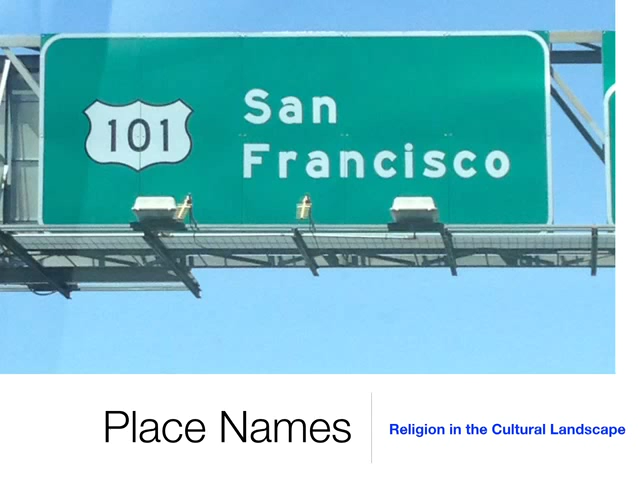 101
San
Francisco
Place Names
Religion in the Cultural Landscape